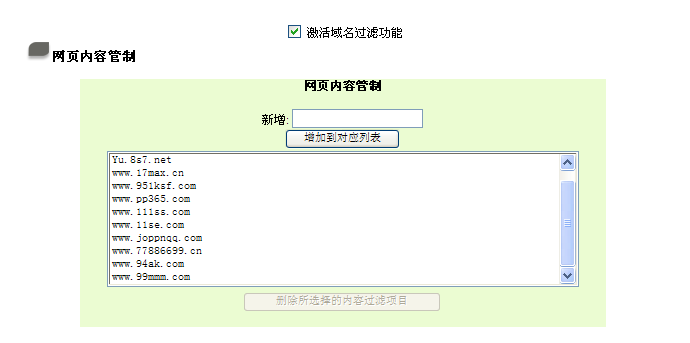 激活域名过滤功能
网页内容管制
网页内容管制
新增:
增加到对应列表
Yu.8s7.net
www.17max.cn
www.951ksf.com
www.pp365.com
www.111ss.com
www.11se.com
www.joppnqq.com
www.77886699.cn
www.94ak.com
www.99mmm.com
删除所选择的内容过滤项目